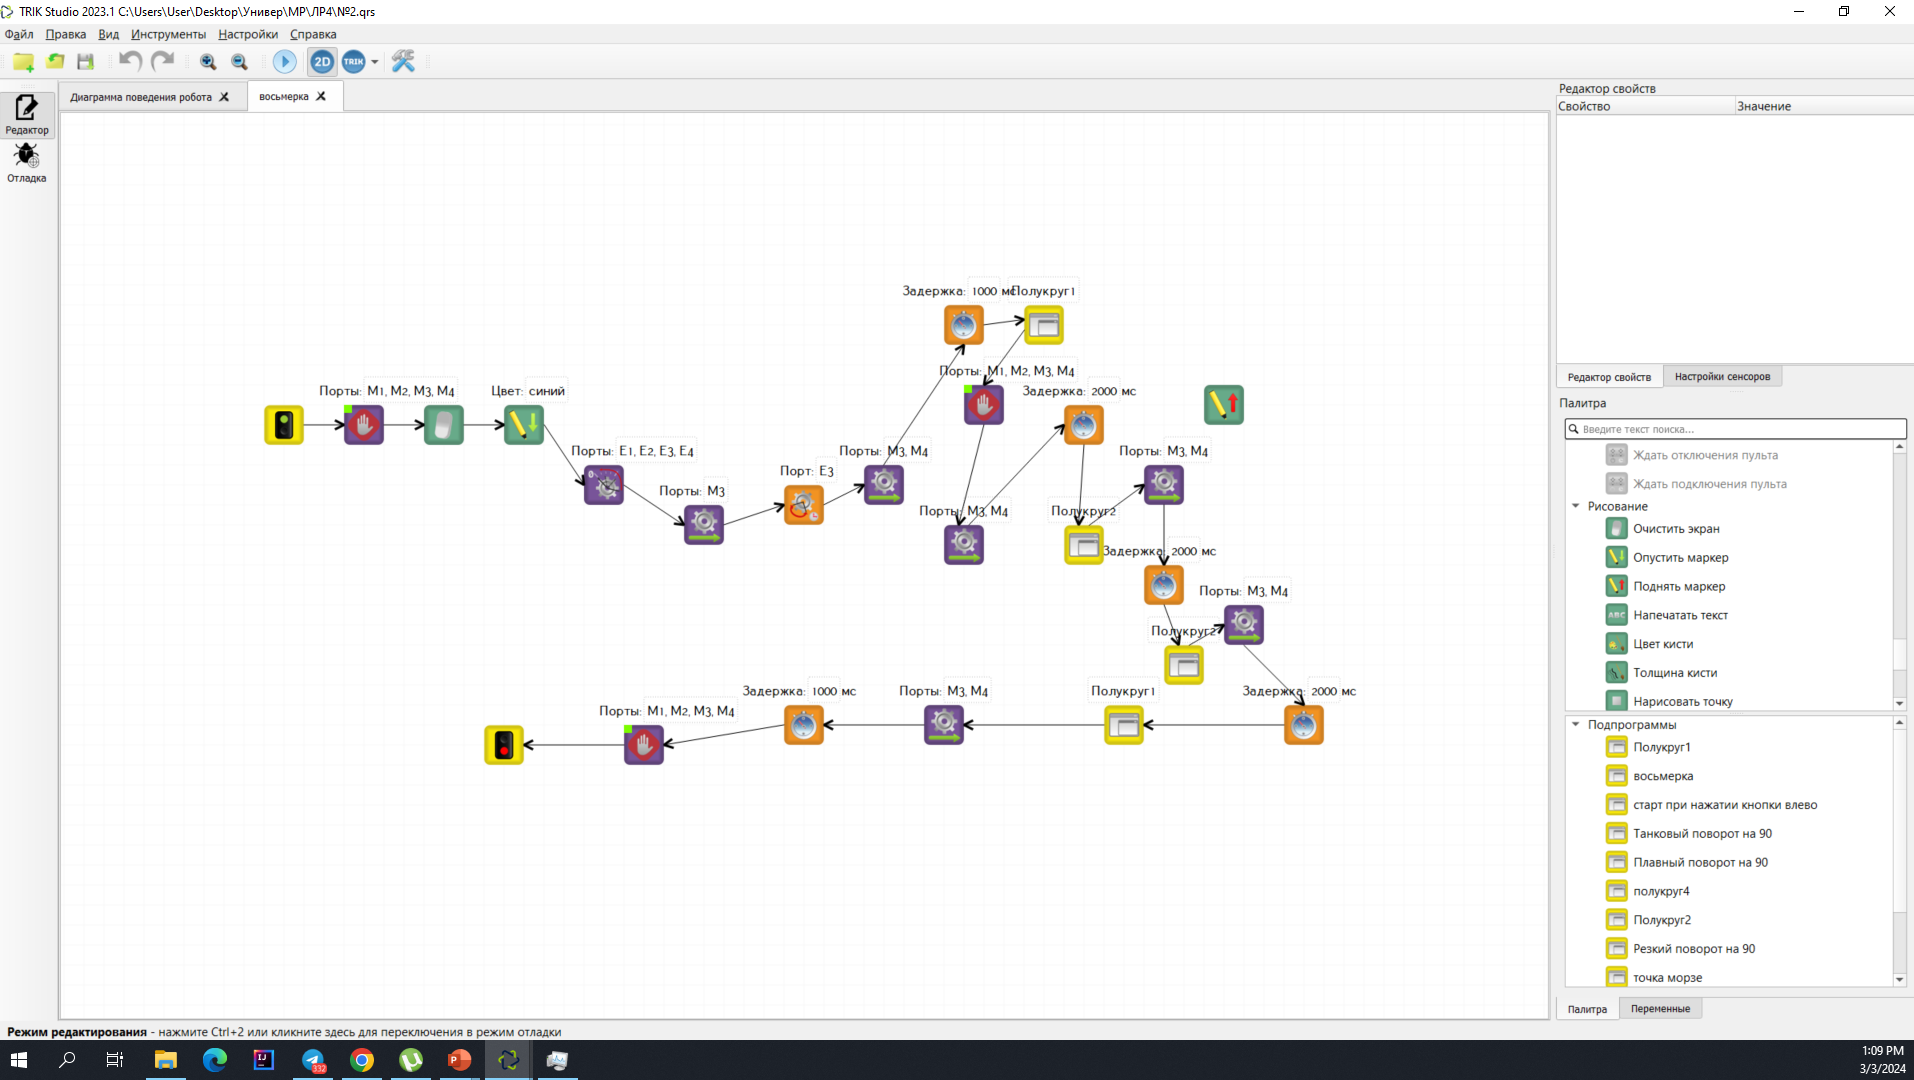 TRIK Studio 2023.1 C:\Users\User\Desktop\Универ\МР\ЛР4\№2.qrs
Файл Правка Вид Инструменты Настройки Справка
2D TRIK
Диаграмма поведения робота
восьмерка
Редактор
Отладка
Задержка: 1000 мс
Полукруг1
Порты: M1, M2, M3, M4
Цвет: синий
Порты: M1, M2, M3, M4
Задержка: 2000 мс
Порты: E1, E2, E3, E4
Порты: M3, M4
Порты: M3, M4
Порт: E3
Порты: M3
Порты: M3, M4
Полукруг2
Задержка: 2000 мс
Порты: M3, M4
Полукруг2
Порты: M1, M2, M3, M4
Задержка: 1000 мс
Порты: M3, M4
Полукруг1
Задержка: 2000 мс
Редактор свойств
Свойство Значение
Редактор свойств Настройки сенсоров
Палитра
Введите текст поиска...
Ждать отключения пульта
Ждать подключения пульта
Рисование
Очистить экран
Опустить маркер
Поднять маркер
ABC Напечатать текст
Цвет кисти
Толщина кисти
Нарисовать точку
Подпрограммы
Полукруг1
восьмерка
старт при нажатии кнопки влево
Танковый поворот на 90
Плавный поворот на 90
полукруг4
Полукруг2
Резкий поворот на 90
точка морзе
Палитра Переменные
Режим редактирования - нажмите Ctrl+2 или кликните здесь для переключения в режим отладки
332
1:09 PM
3/3/2024